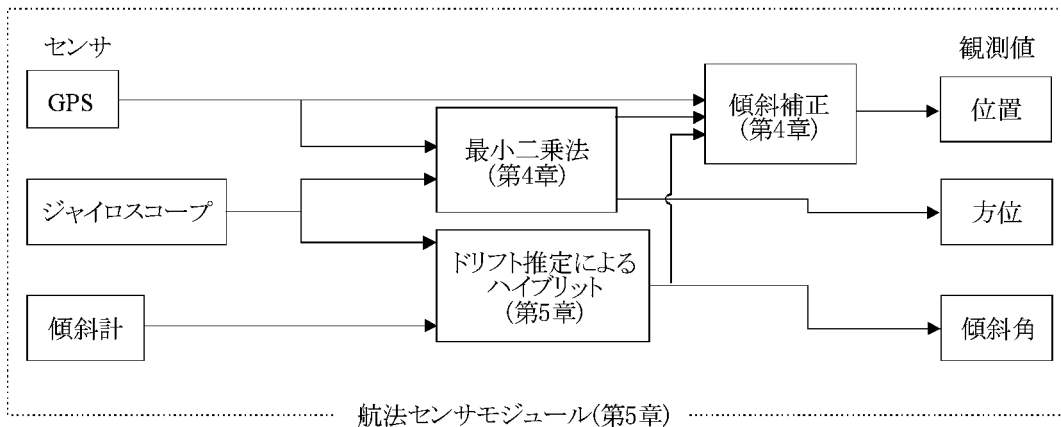 センサ
観測値
GPS
傾斜補正
(第4章)
位置
最小二乗法
(第4章)
ジャイロスコープ
方位
ドリフト推定による
ハイブリット
(第5章)
傾斜計
傾斜角
航法センサモジュール(第5章)